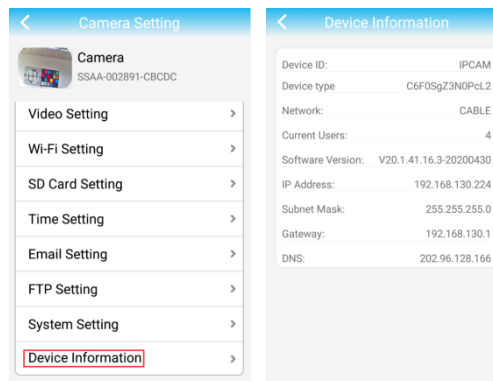 Camera Setting
Camera
SSAA-002891-CBCDC
Video Setting
Wi-Fi Setting
SD Card Setting
Time Setting
Email Setting
FTP Setting
System Setting
Device Information
Device Information
Device ID: IPCAM
Device type C6F0SgZ3N0PcL2
Network: CABLE
Current Users: 4
Software Version: V20.1.41.16.3-20200430
IP Address: 192.168.130.224
Subnet Mask: 255.255.255.0
Gateway: 192.168.130.1
DNS: 202.96.128.166